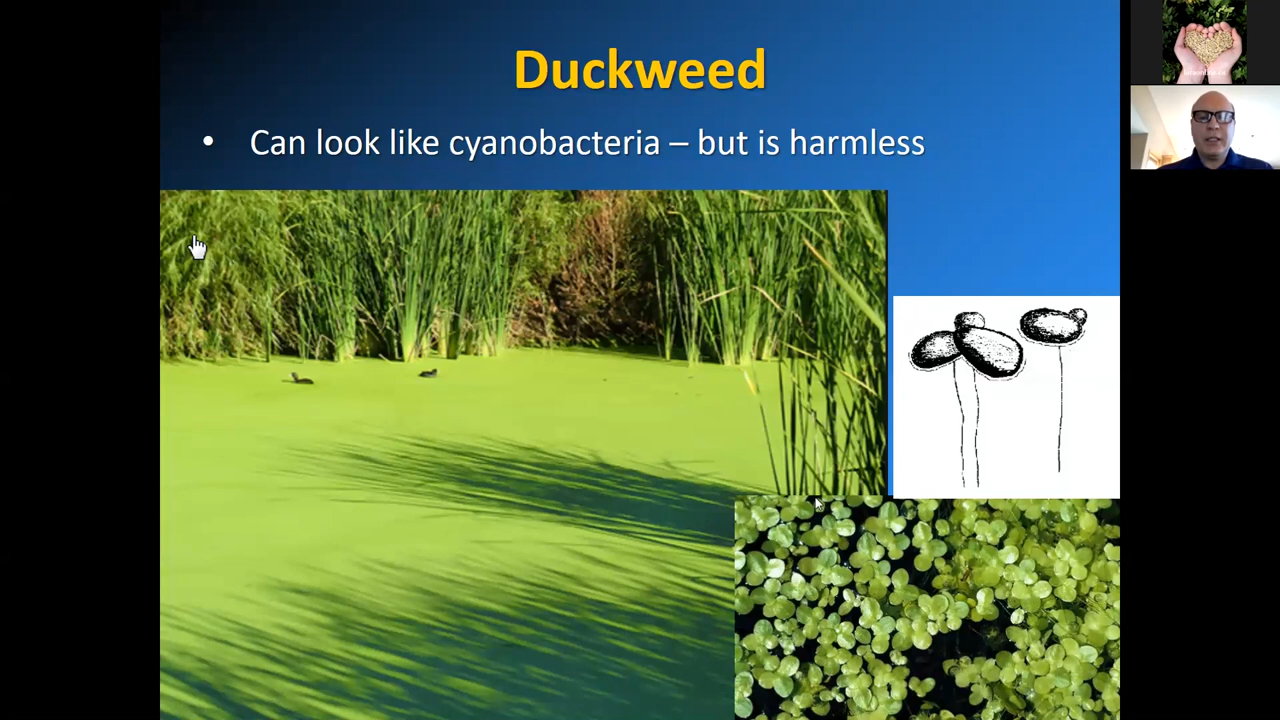 Duckweed
• Can look like cyanobacteria – but is harmless